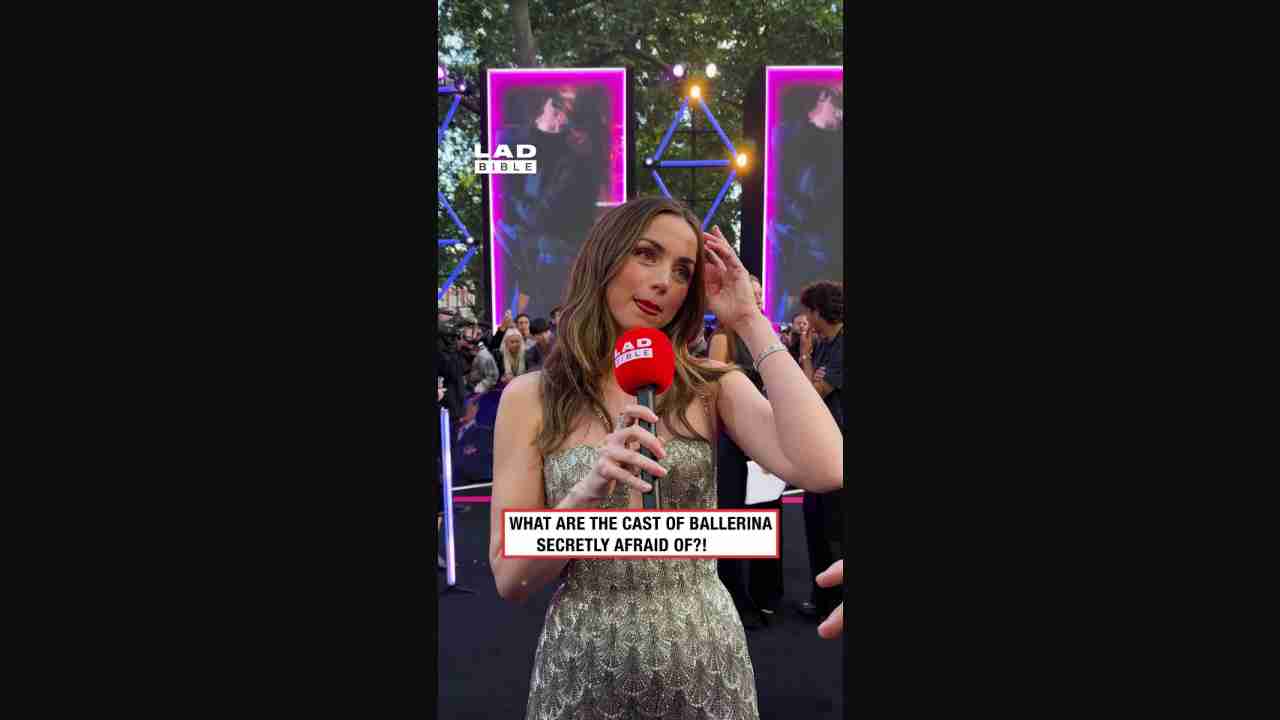 LAD
BIBLE
LAD
BIBLE
WHAT ARE THE CAST OF BALLERINA
SECRETLY AFRAID OF?!